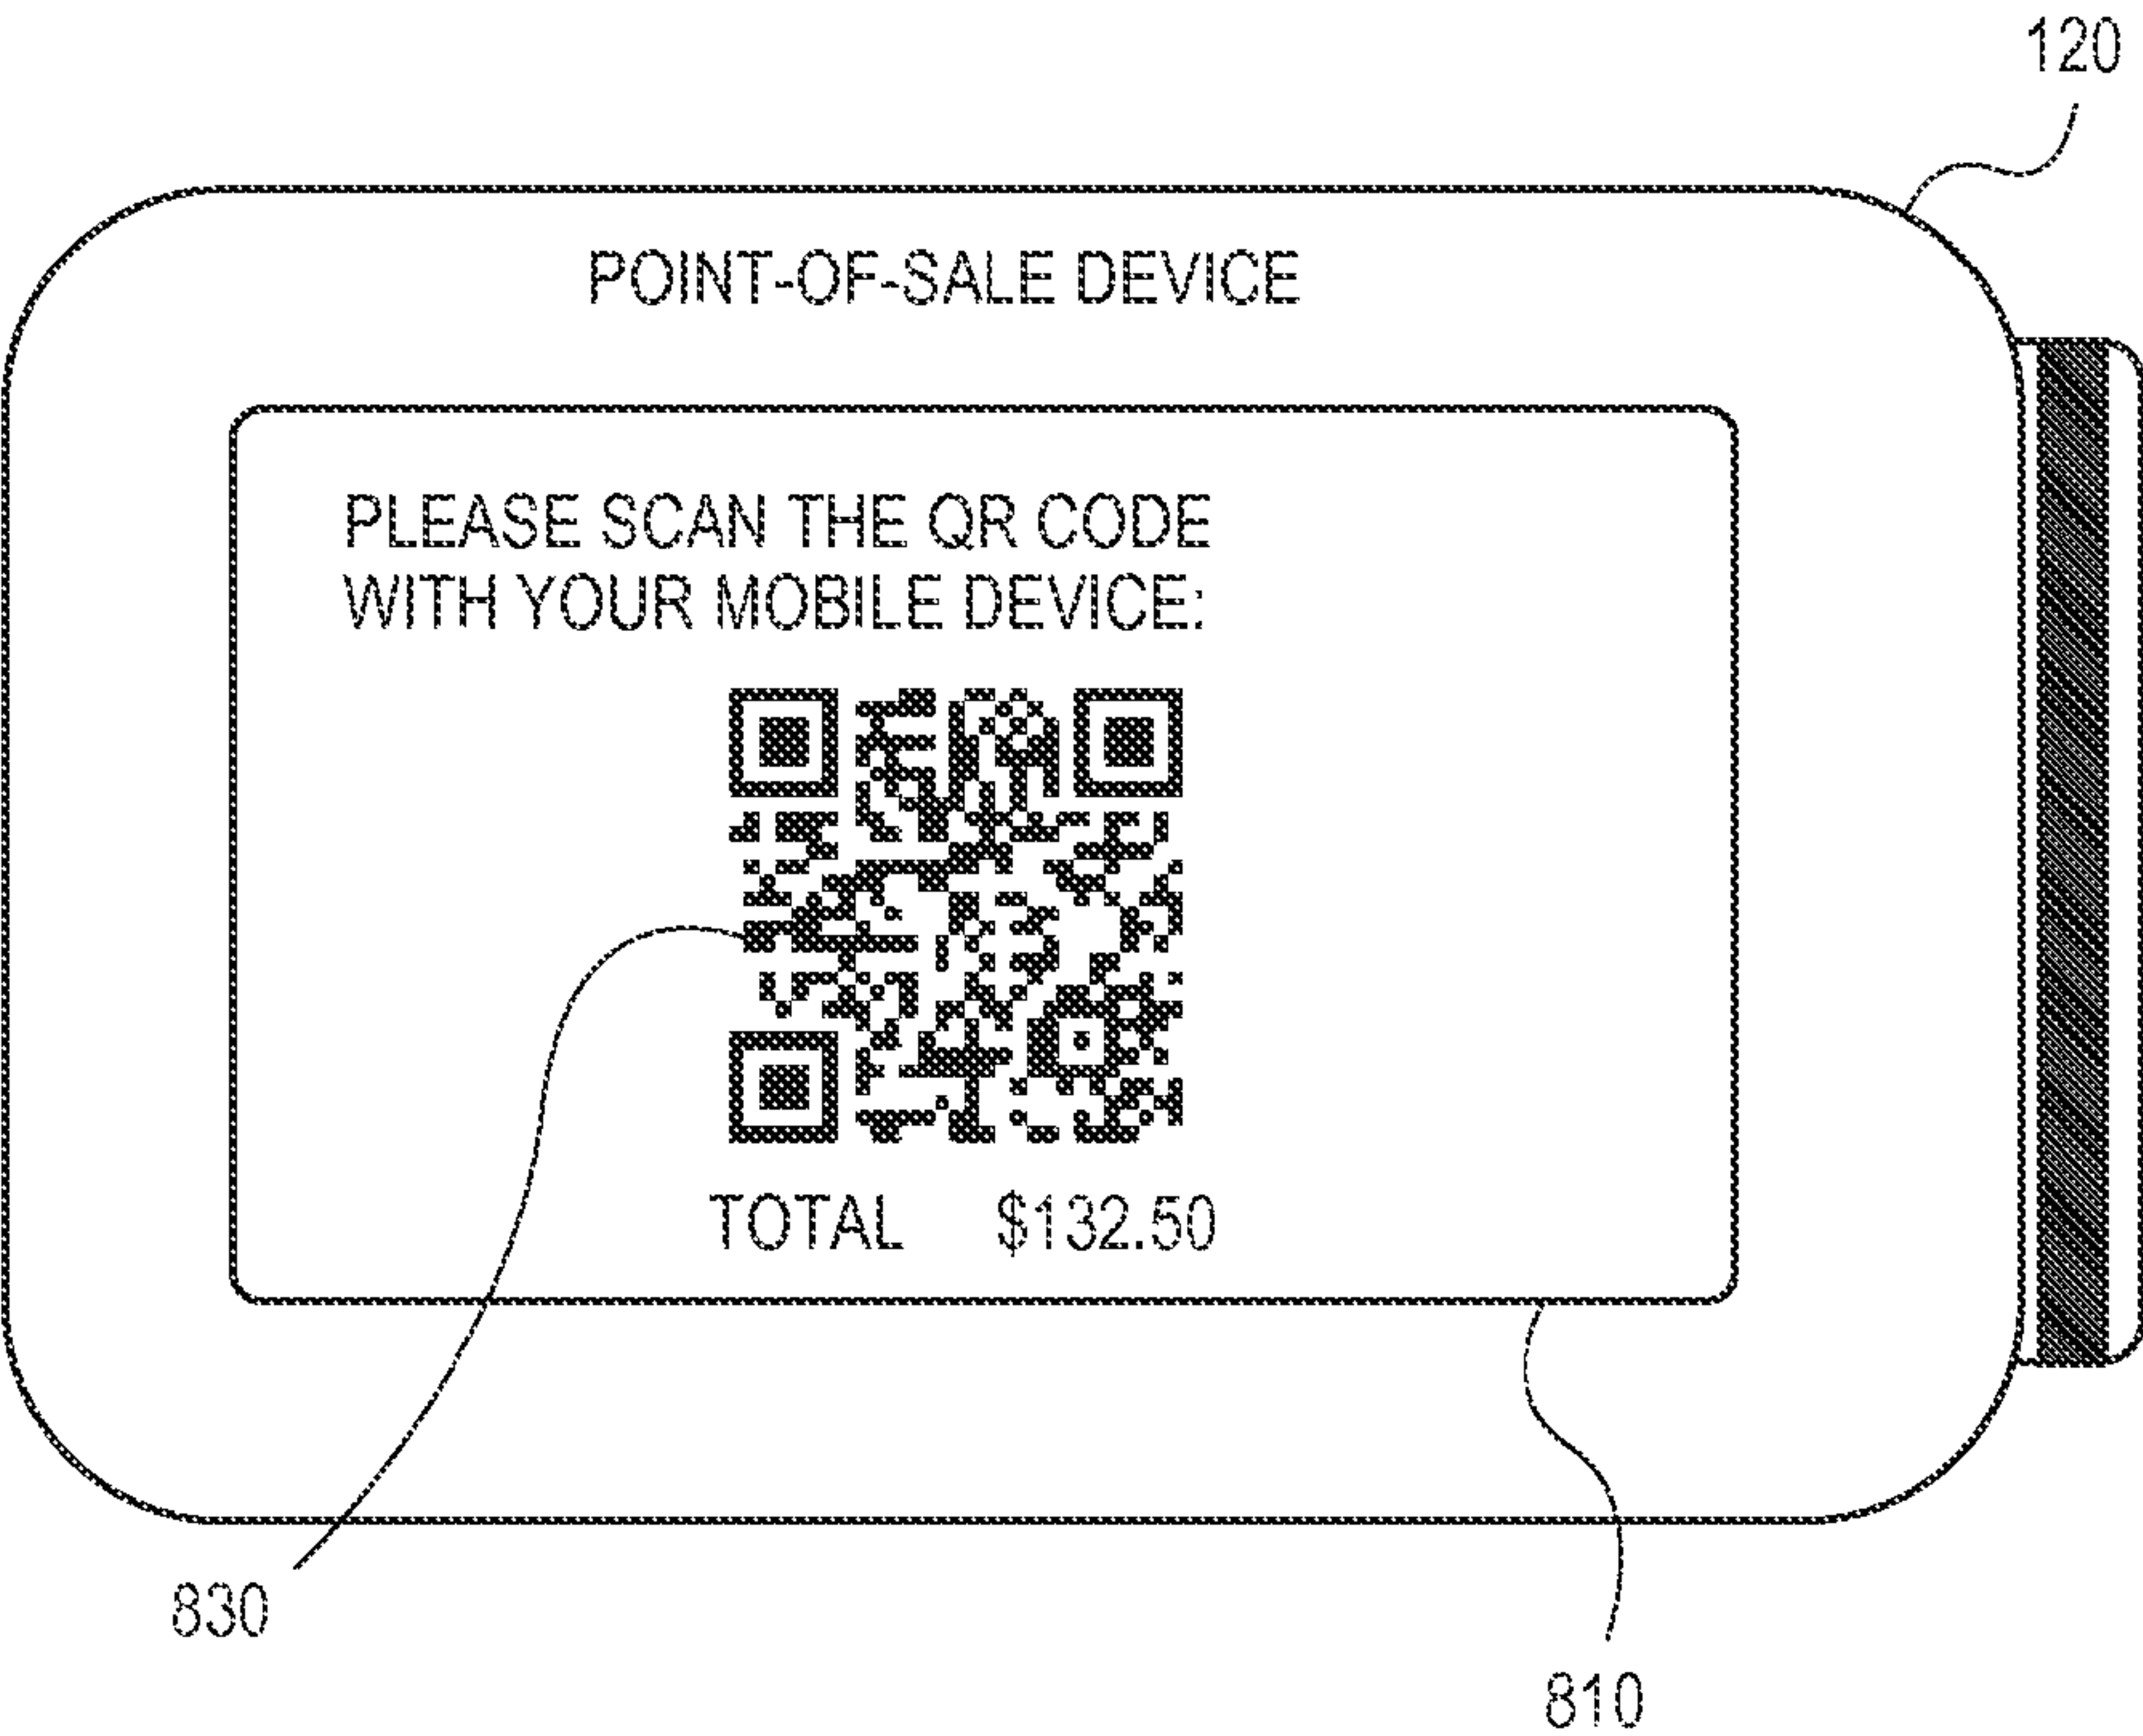 120
POINT-OF-SALE DEVICE
PLEASE SCAN THE QR CODE
WITH YOUR MOBILE DEVICE:
TOTAL $132.50
830
810